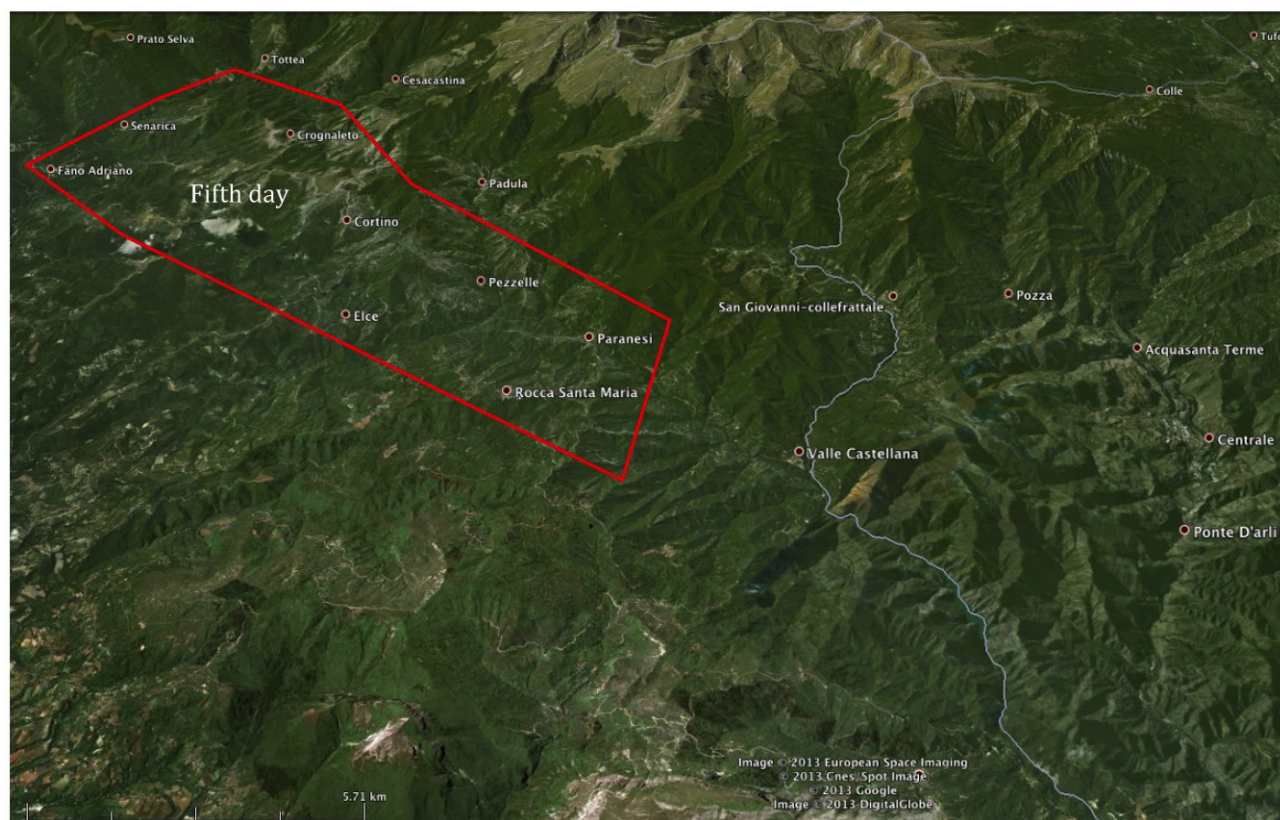 Prato Selva
Tottea
Cesacastina
Colle
Senarica
Crognaleto
Fano Adriano
Padula
Fifth day
Cortino
Pezzelle
San Giovanni-collefrattale
Pozza
Elce
Paranesi
Acquasanta Terme
Rocca Santa Maria
Centrale
Valle Castellana
Ponte D'arli
Image © 2013 European Space Imaging
© 2013 Cnes, Spot Image
© 2013 Google
Image © 2013 DigitalGlobe
5.71 km